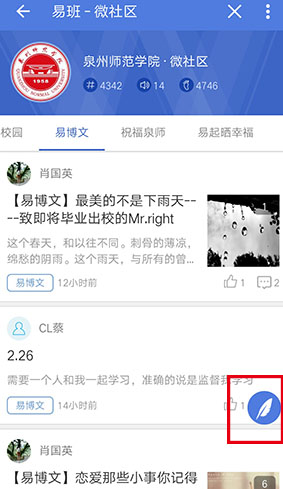 易班 - 微社区
泉州师范学院 · 微社区
# 4342 14 4746
校园 易博文 祝福泉师 易起晒幸福
肖国英
【易博文】最美的不是下雨天--
--致即将毕业出校的Mr.right
这个春天，和以往不同。刺骨的薄凉，
绵愁的阴雨。这个雨天，与所有的曾...
易博文 12小时前 1 2
CL蔡
2.26
需要一个人和我一起学习，准确的说是监督我学习
易博文 14小时前 1
肖国英
【易博文】恋爱那些小事你记得
6